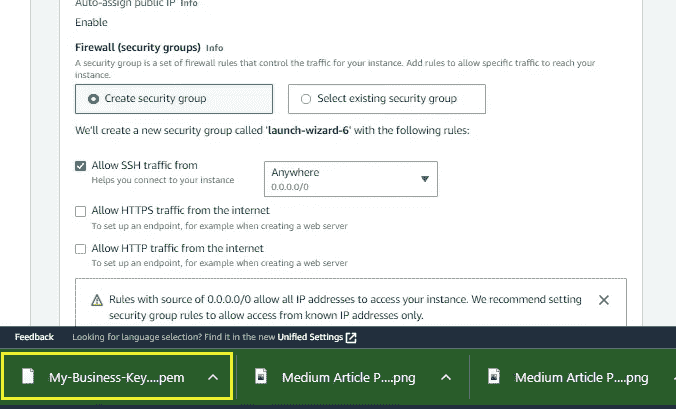 Auto-assign public IP Info
Enable
Firewall (security groups) Info
A security group is a set of firewall rules that control the traffic for your instance. Add rules to allow specific traffic to reach your
instance.
Create security group
Select existing security group
We'll create a new security group called 'launch-wizard-6' with the following rules:
Allow SSH traffic from
Helps you connect to your instance
Anywhere
0.0.0.0/0
Allow HTTPS traffic from the internet
To set up an endpoint, for example when creating a web server
Allow HTTP traffic from the internet
To set up an endpoint, for example when creating a web server
Rules with source of 0.0.0.0/0 allow all IP addresses to access your instance. We recommend setting
security group rules to allow access from known IP addresses only.
Feedback
Looking for language selection? Find it in the new Unified Settings
My-Business-Key....pem
Medium Article P....png
Medium Article P....png